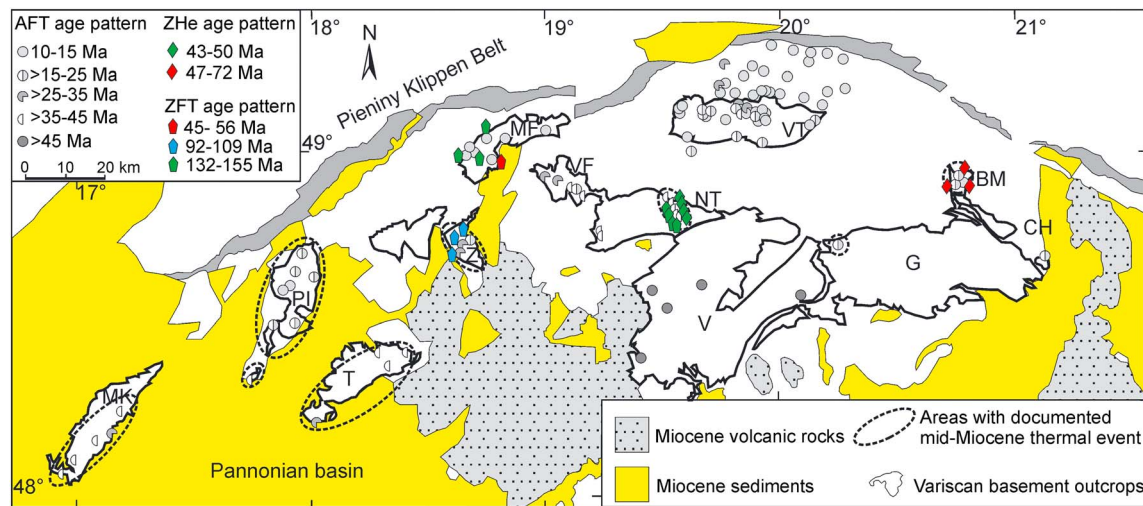 AFT age pattern
10-15 Ma
>15-25 Ma
>25-35 Ma
>35-45 Ma
>45 Ma
0 10 20 km
ZHe age pattern
43-50 Ma
47-72 Ma
ZFT age pattern
45- 56 Ma
92-109 Ma
132-155 Ma
18
19
20
21
N
Pieniny Klippen Belt
49°
17°
MF
VT
VF
NT
BM
CH
Z
G
PI
V
T
MK
48°
Pannonian basin
Miocene volcanic rocks
Areas with documented
mid-Miocene thermal event
Miocene sediments
Variscan basement outcrops